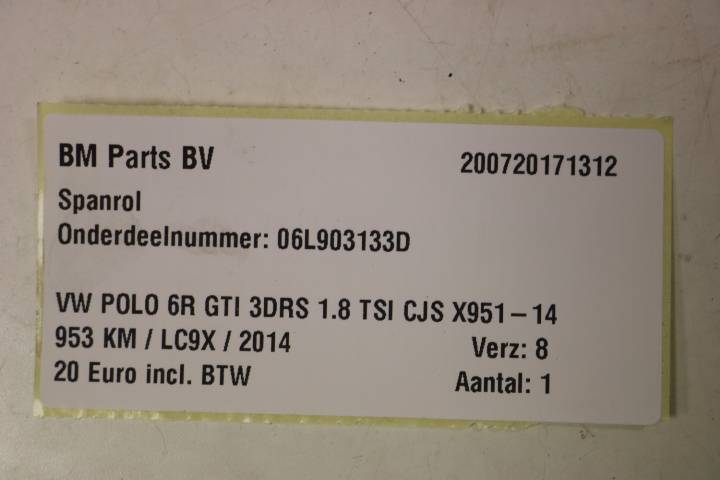 BM Parts BV 200720171312
Spanrol
Onderdeelnummer: 06L903133D
VW POLO 6R GTI 3DRS 1.8 TSI CJS X951-14
953 KM / LC9X / 2014 Verz: 8
20 Euro incl. BTW Aantal: 1